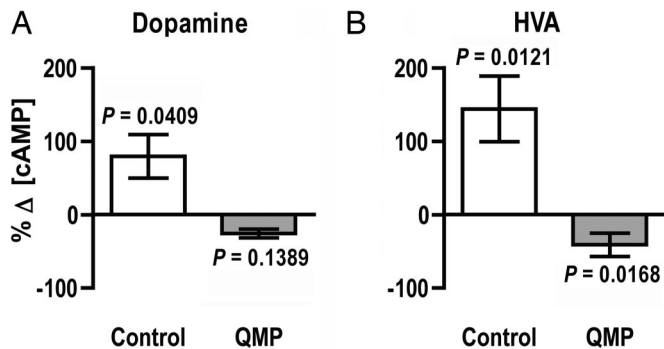 A
Dopamine
% Δ [cAMP]
200
100
0
-100
P = 0.0409
P = 0.1389
Control
QMP
B
HVA
200
100
0
-100
P = 0.0121
P = 0.0168
Control
QMP